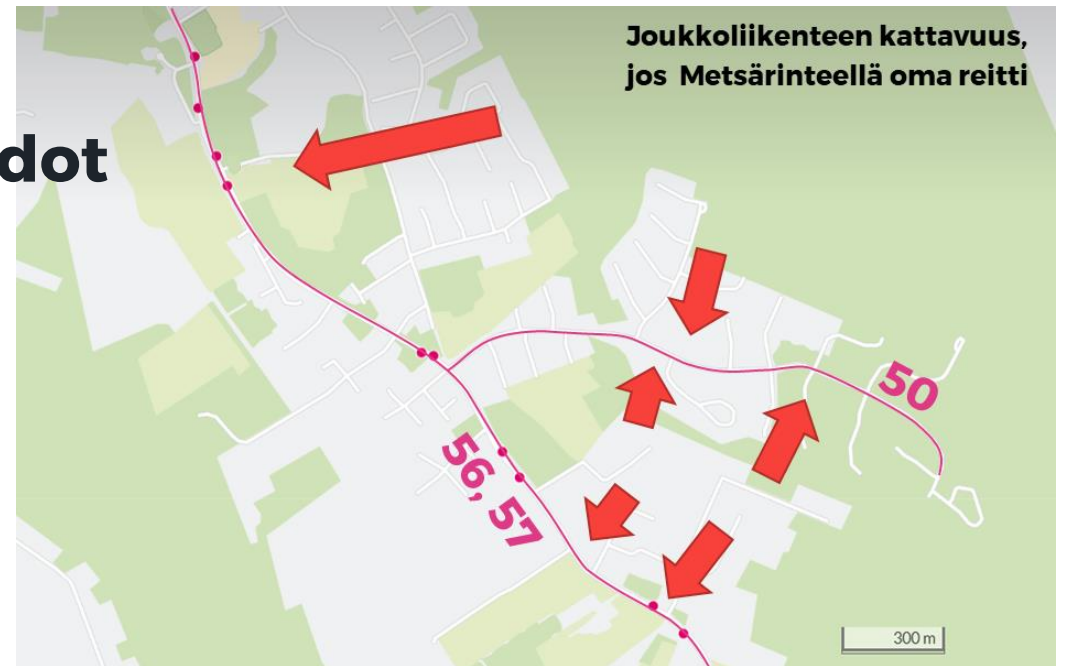 Joukkoliikenteen kattavuus,
jos Metsärinteellä oma reitti
dot
50
56, 57
300 m